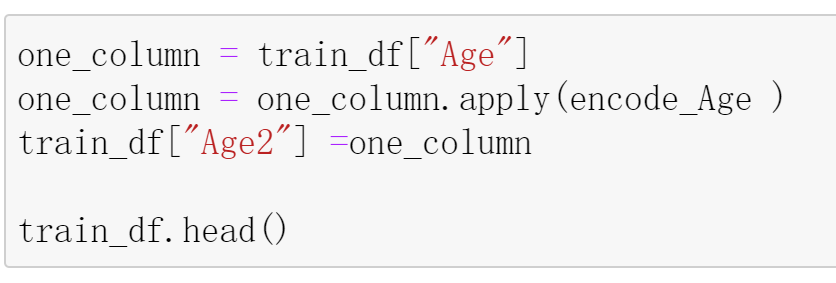 one_column = train_df["Age"]
one_column = one_column.apply(encode_Age )
train_df["Age2"] =one_column
train_df.head()